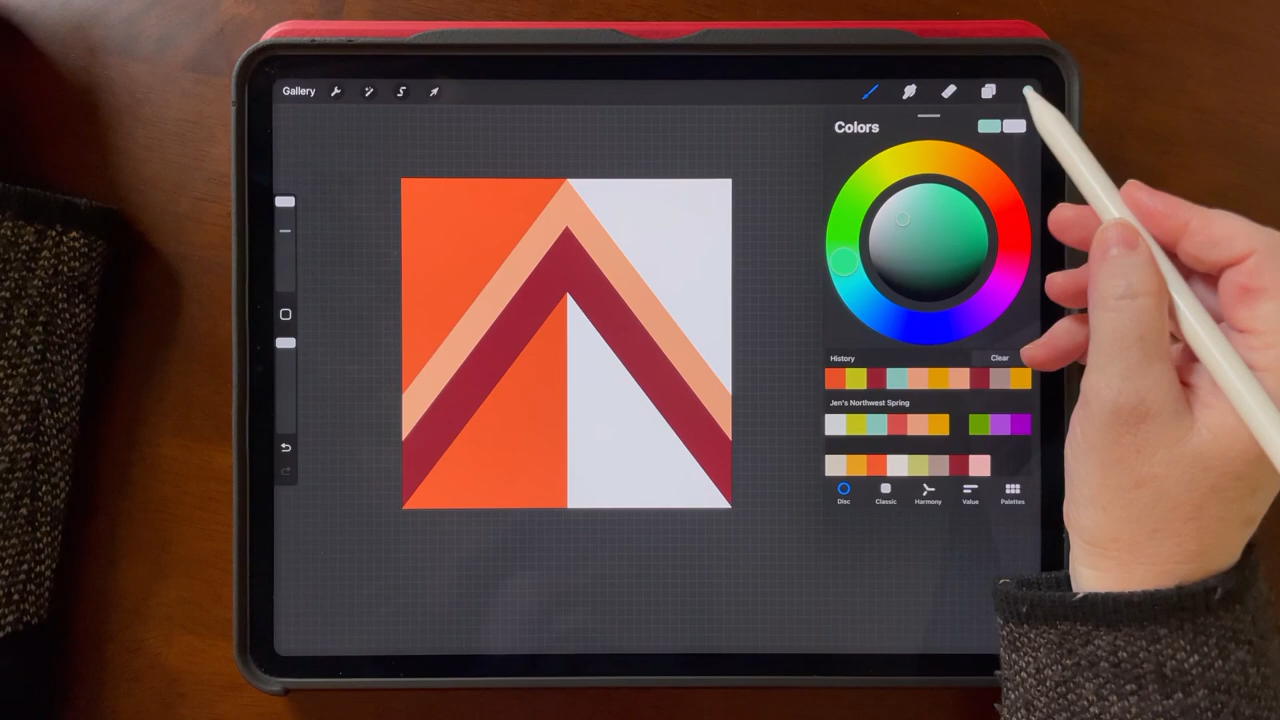 Gallery
Colors
History Clear
Jen's Northwest Spring
Disc Classic Harmony Value Palettes